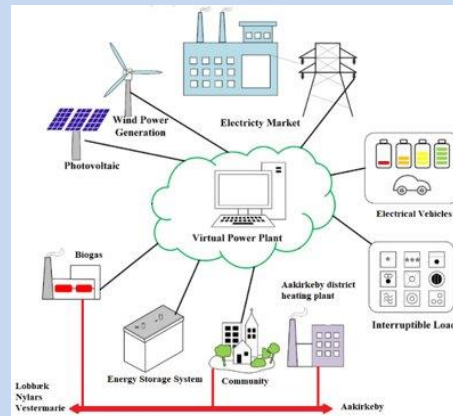 Wind Power
Generation
Electricty Market
Photovoltaic
Electrical Vehicles
Virtual Power Plant
Biogas
Aakirkeby district
heating plant
Interruptible Load
Energy Storage System
Community
Lobbæk
Nylars
Vestermarie
Aakirkeby